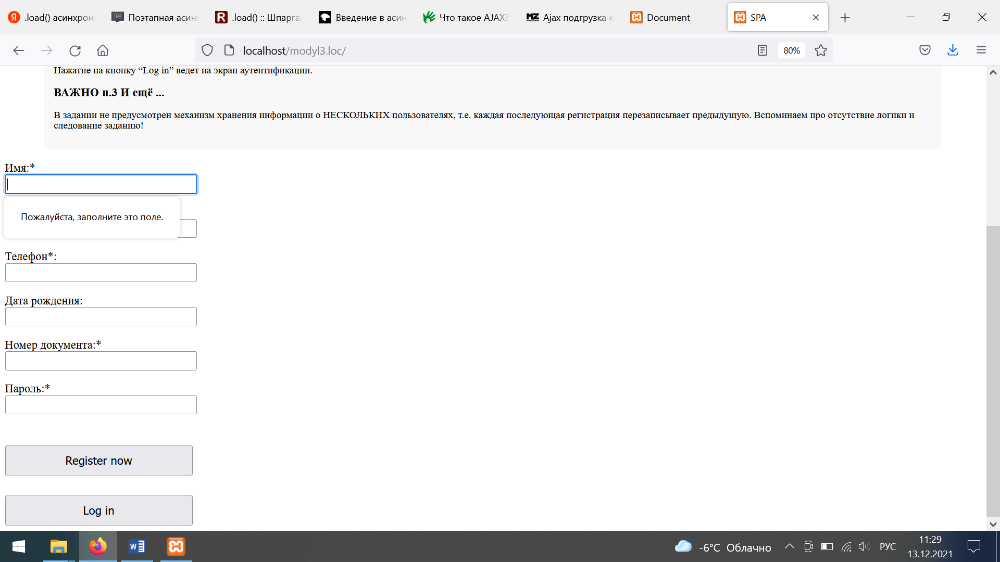 .load() асинхрон
Поэтапная асин
.load() :: Шпарга
Введение в асин
Что такое AJAX?
Ajax подгрузка к
Document
SPA
localhost/modyl3.loc/
80%
Нажатие на кнопку “Log in” ведет на экран аутентификации.
ВАЖНО п.3 И ещё ...
В задании не предусмотрен механизм хранения информации о НЕСКОЛЬКИХ пользователях, т.е. каждая последующая регистрация перезаписывает предыдущую. Вспоминаем про отсутствие логики и
следование заданию!
Имя:*
Пожалуйста, заполните это поле.
Телефон*:
Дата рождения:
Номер документа:*
Пароль:*
Register now
Log in
-6°C Облачно
РУС
11:29
13.12.2021